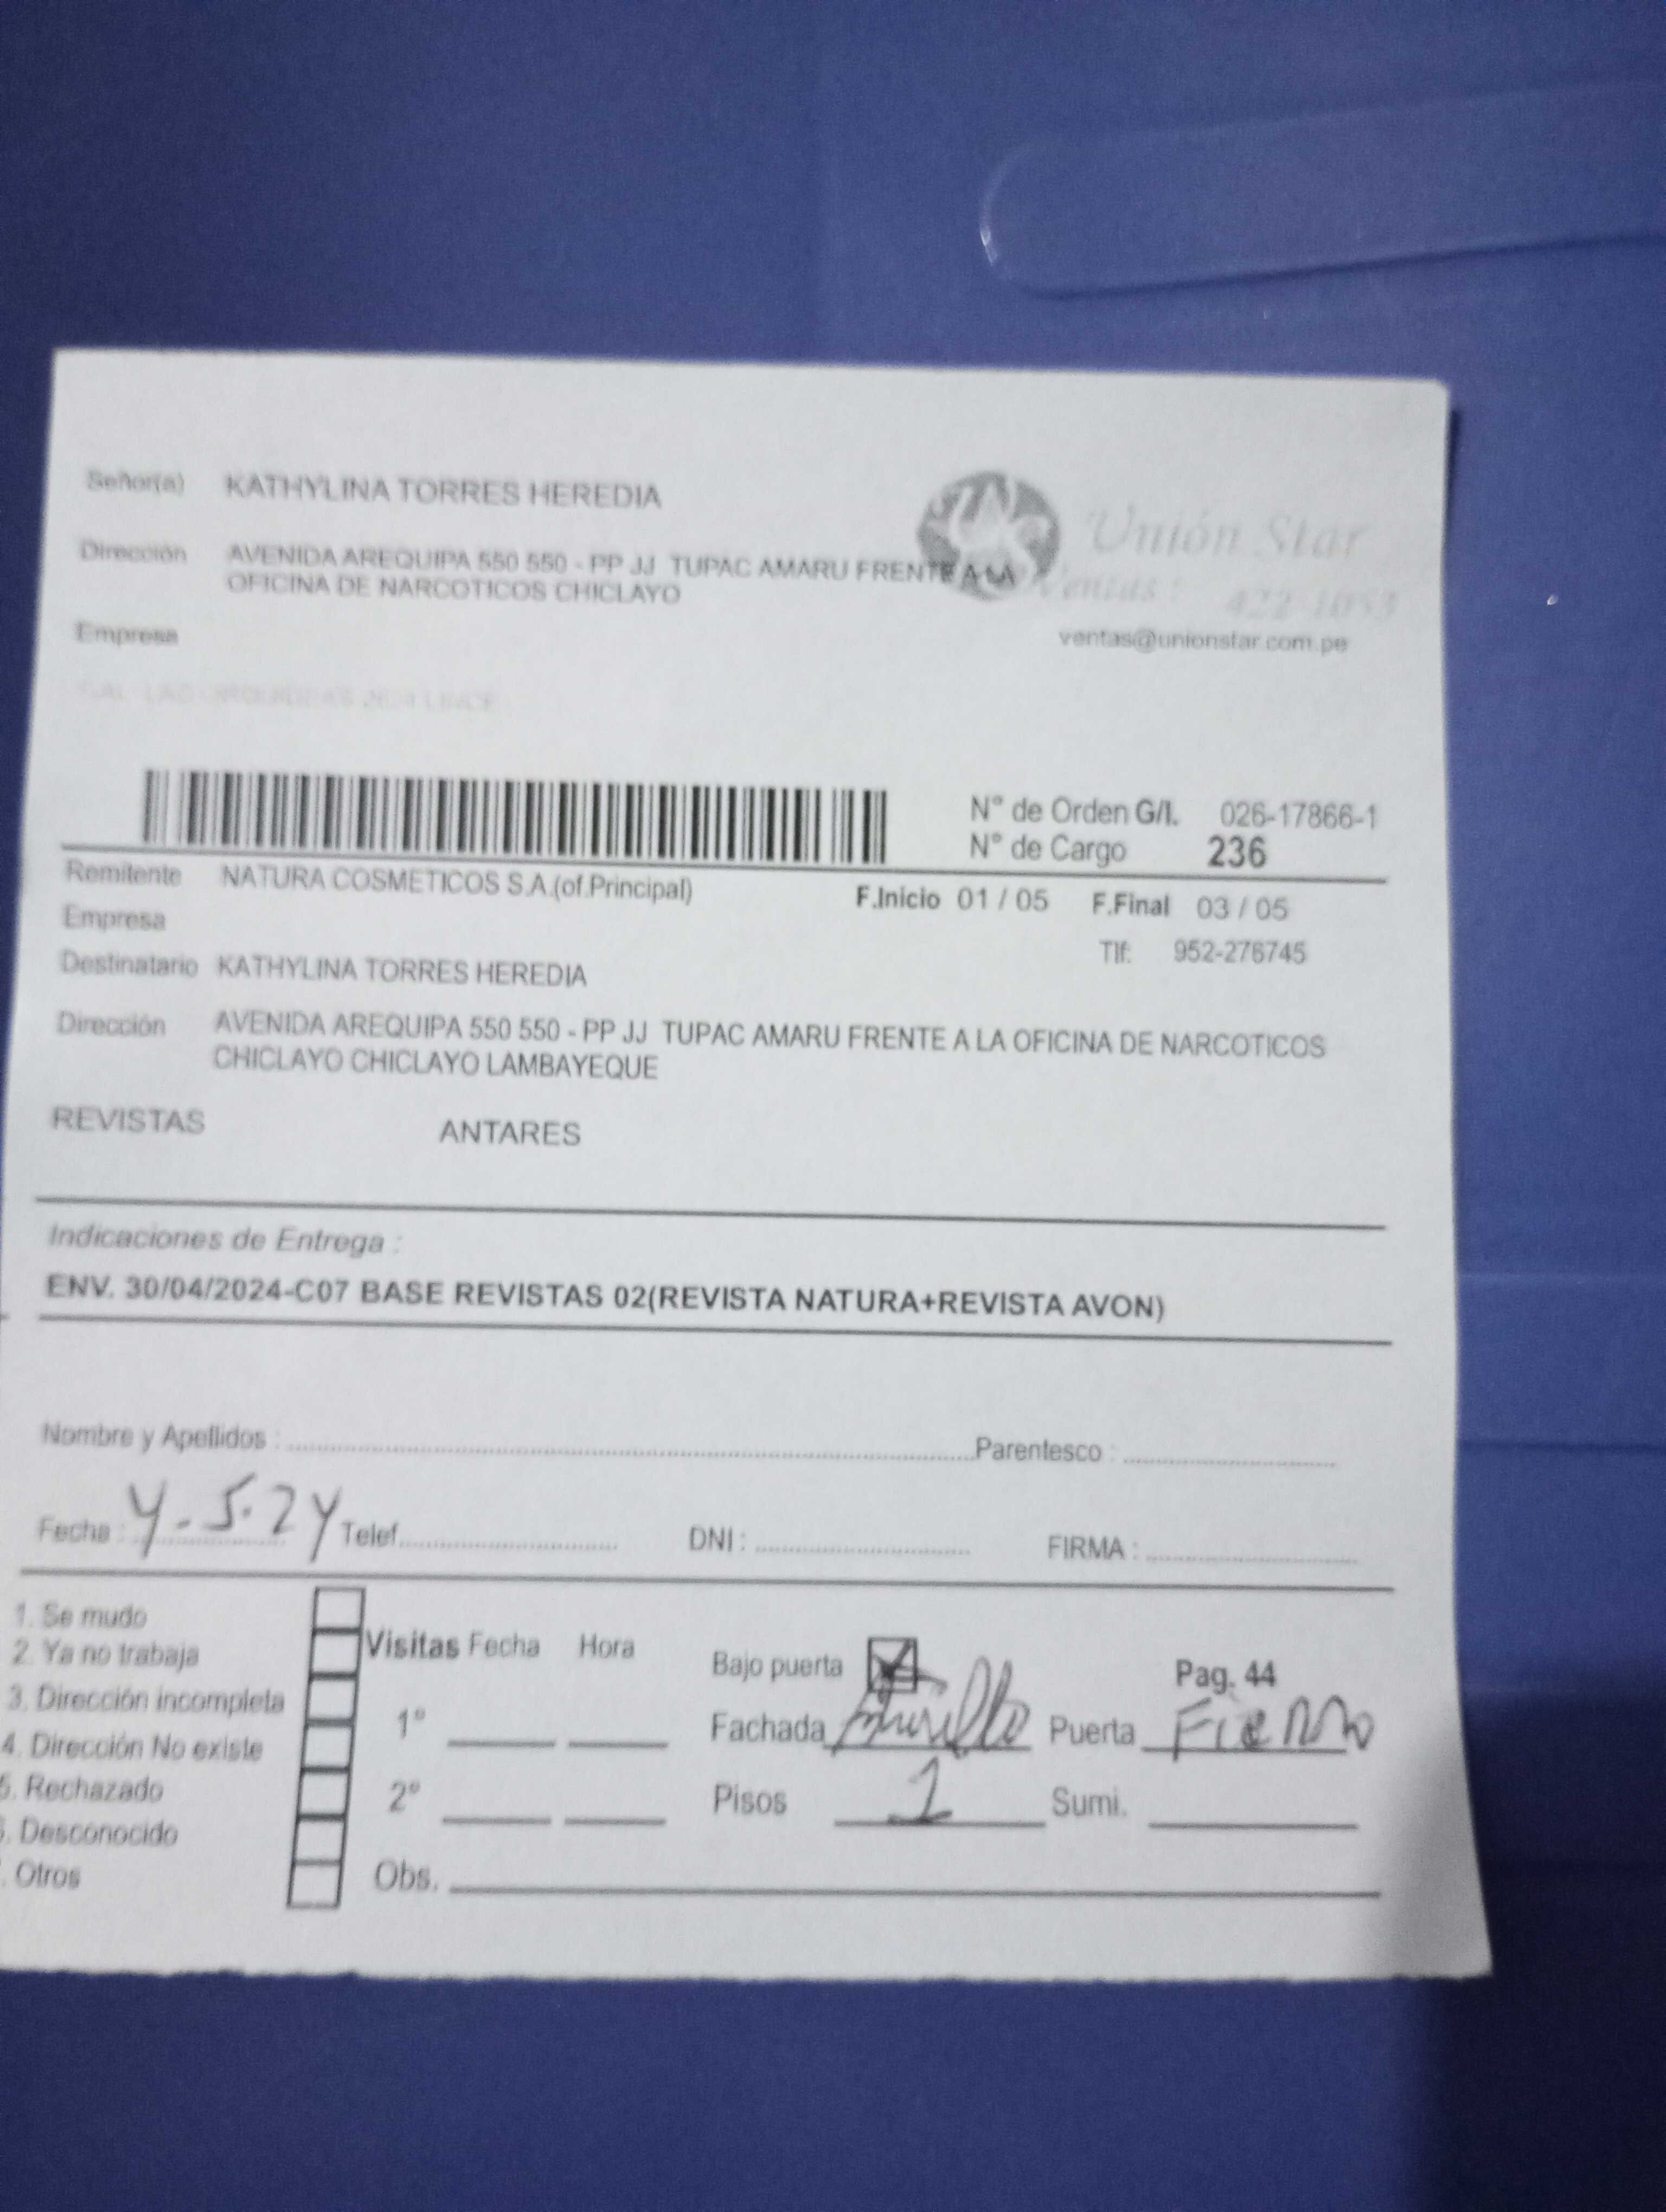 Señor(a) KATHYLINA TORRES HEREDIA
Unión Star
Dirección AVENIDA AREQUIPA 550 550 - PP JJ TUPAC AMARU FRENTE A LA
OFICINA DE NARCOTICOS CHICLAYO
Ventas: 422-1053
Empresa
ventas@unionstar.com.pe
N° de Orden G/I. 026-17866-1
N° de Cargo 236
Remitente NATURA COSMETICOS S.A.(of.Principal) F.Inicio 01 / 05 F.Final 03 / 05
Empresa
Tlf: 952-276745
Destinatario KATHYLINA TORRES HEREDIA
Dirección AVENIDA AREQUIPA 550 550 - PP JJ TUPAC AMARU FRENTE A LA OFICINA DE NARCOTICOS
CHICLAYO CHICLAYO LAMBAYEQUE
REVISTAS ANTARES
Indicaciones de Entrega :
ENV. 30/04/2024-C07 BASE REVISTAS 02(REVISTA NATURA+REVISTA AVON)
Nombre y Apellidos : Parentesco :
Fecha : 4-5-24 Telef. DNI : FIRMA :
1. Se mudo
2. Ya no trabaja
3. Dirección incompleta
4. Dirección No existe
5. Rechazado
. Desconocido
. Otros
Visitas Fecha Hora
1°
2°
Obs.
Bajo puerta Pag. 44
Fachada Puerta Fierro
Pisos 1 Sumi.